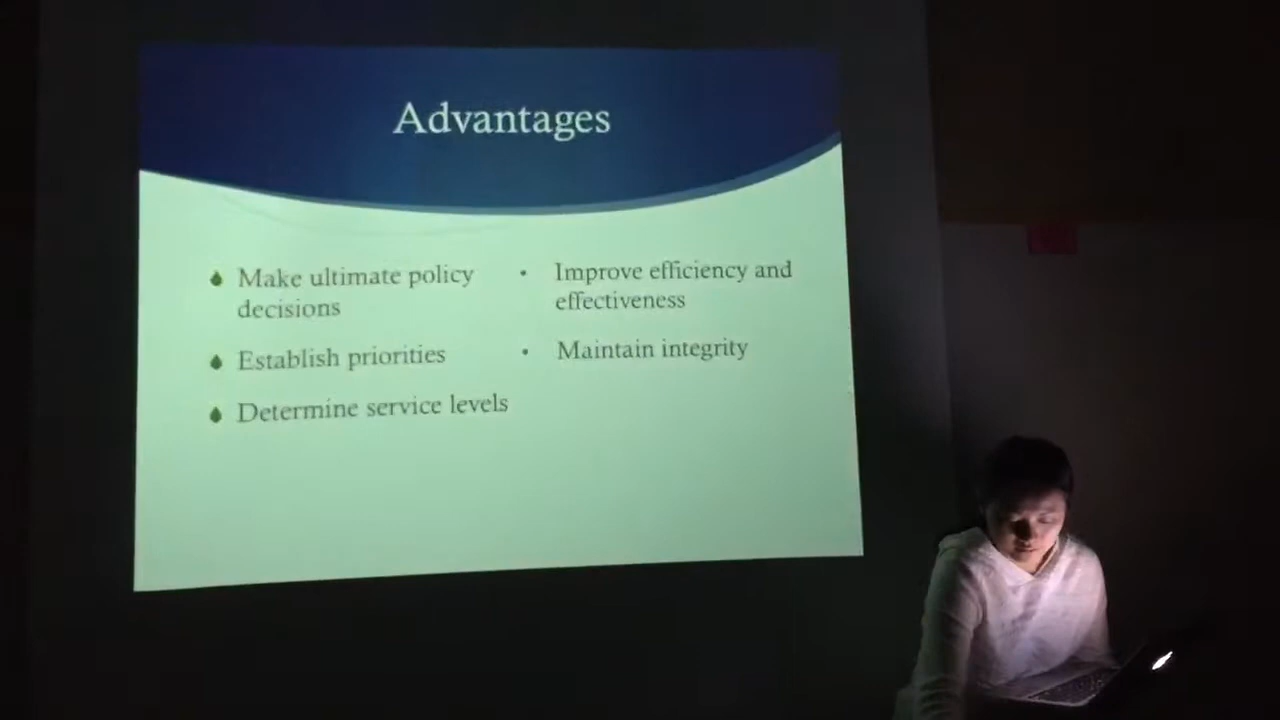 Advantages
Make ultimate policy
decisions
Establish priorities
Determine service levels
Improve efficiency and
effectiveness
Maintain integrity